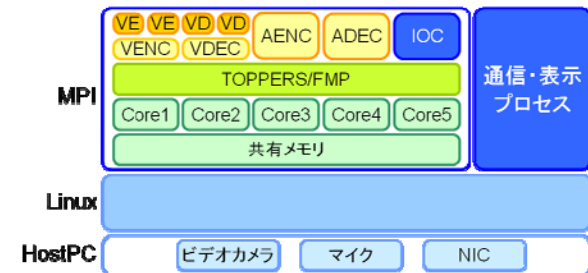 VE VE VD VD
VENC VDEC AENC ADEC IOC
TOPPERS/FMP
MPI
Core1 Core2 Core3 Core4 Core5
共有メモリ
通信・表示
プロセス
Linux
HostPC ビデオカメラ マイク NIC